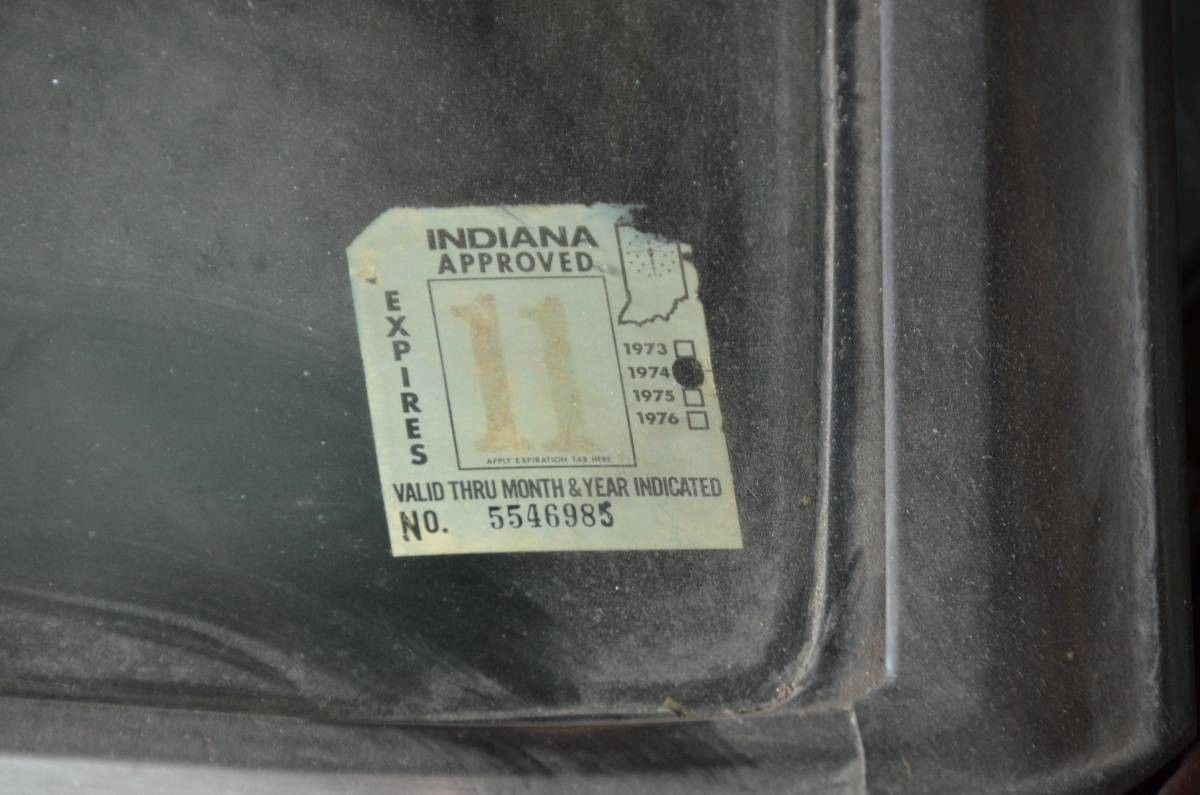 INDIANA
APPROVED
EXPIRES
11
APPLY EXPIRATION TAB HERE
1973
1974
1975
1976
VALID THRU MONTH & YEAR INDICATED
NO. 5546985